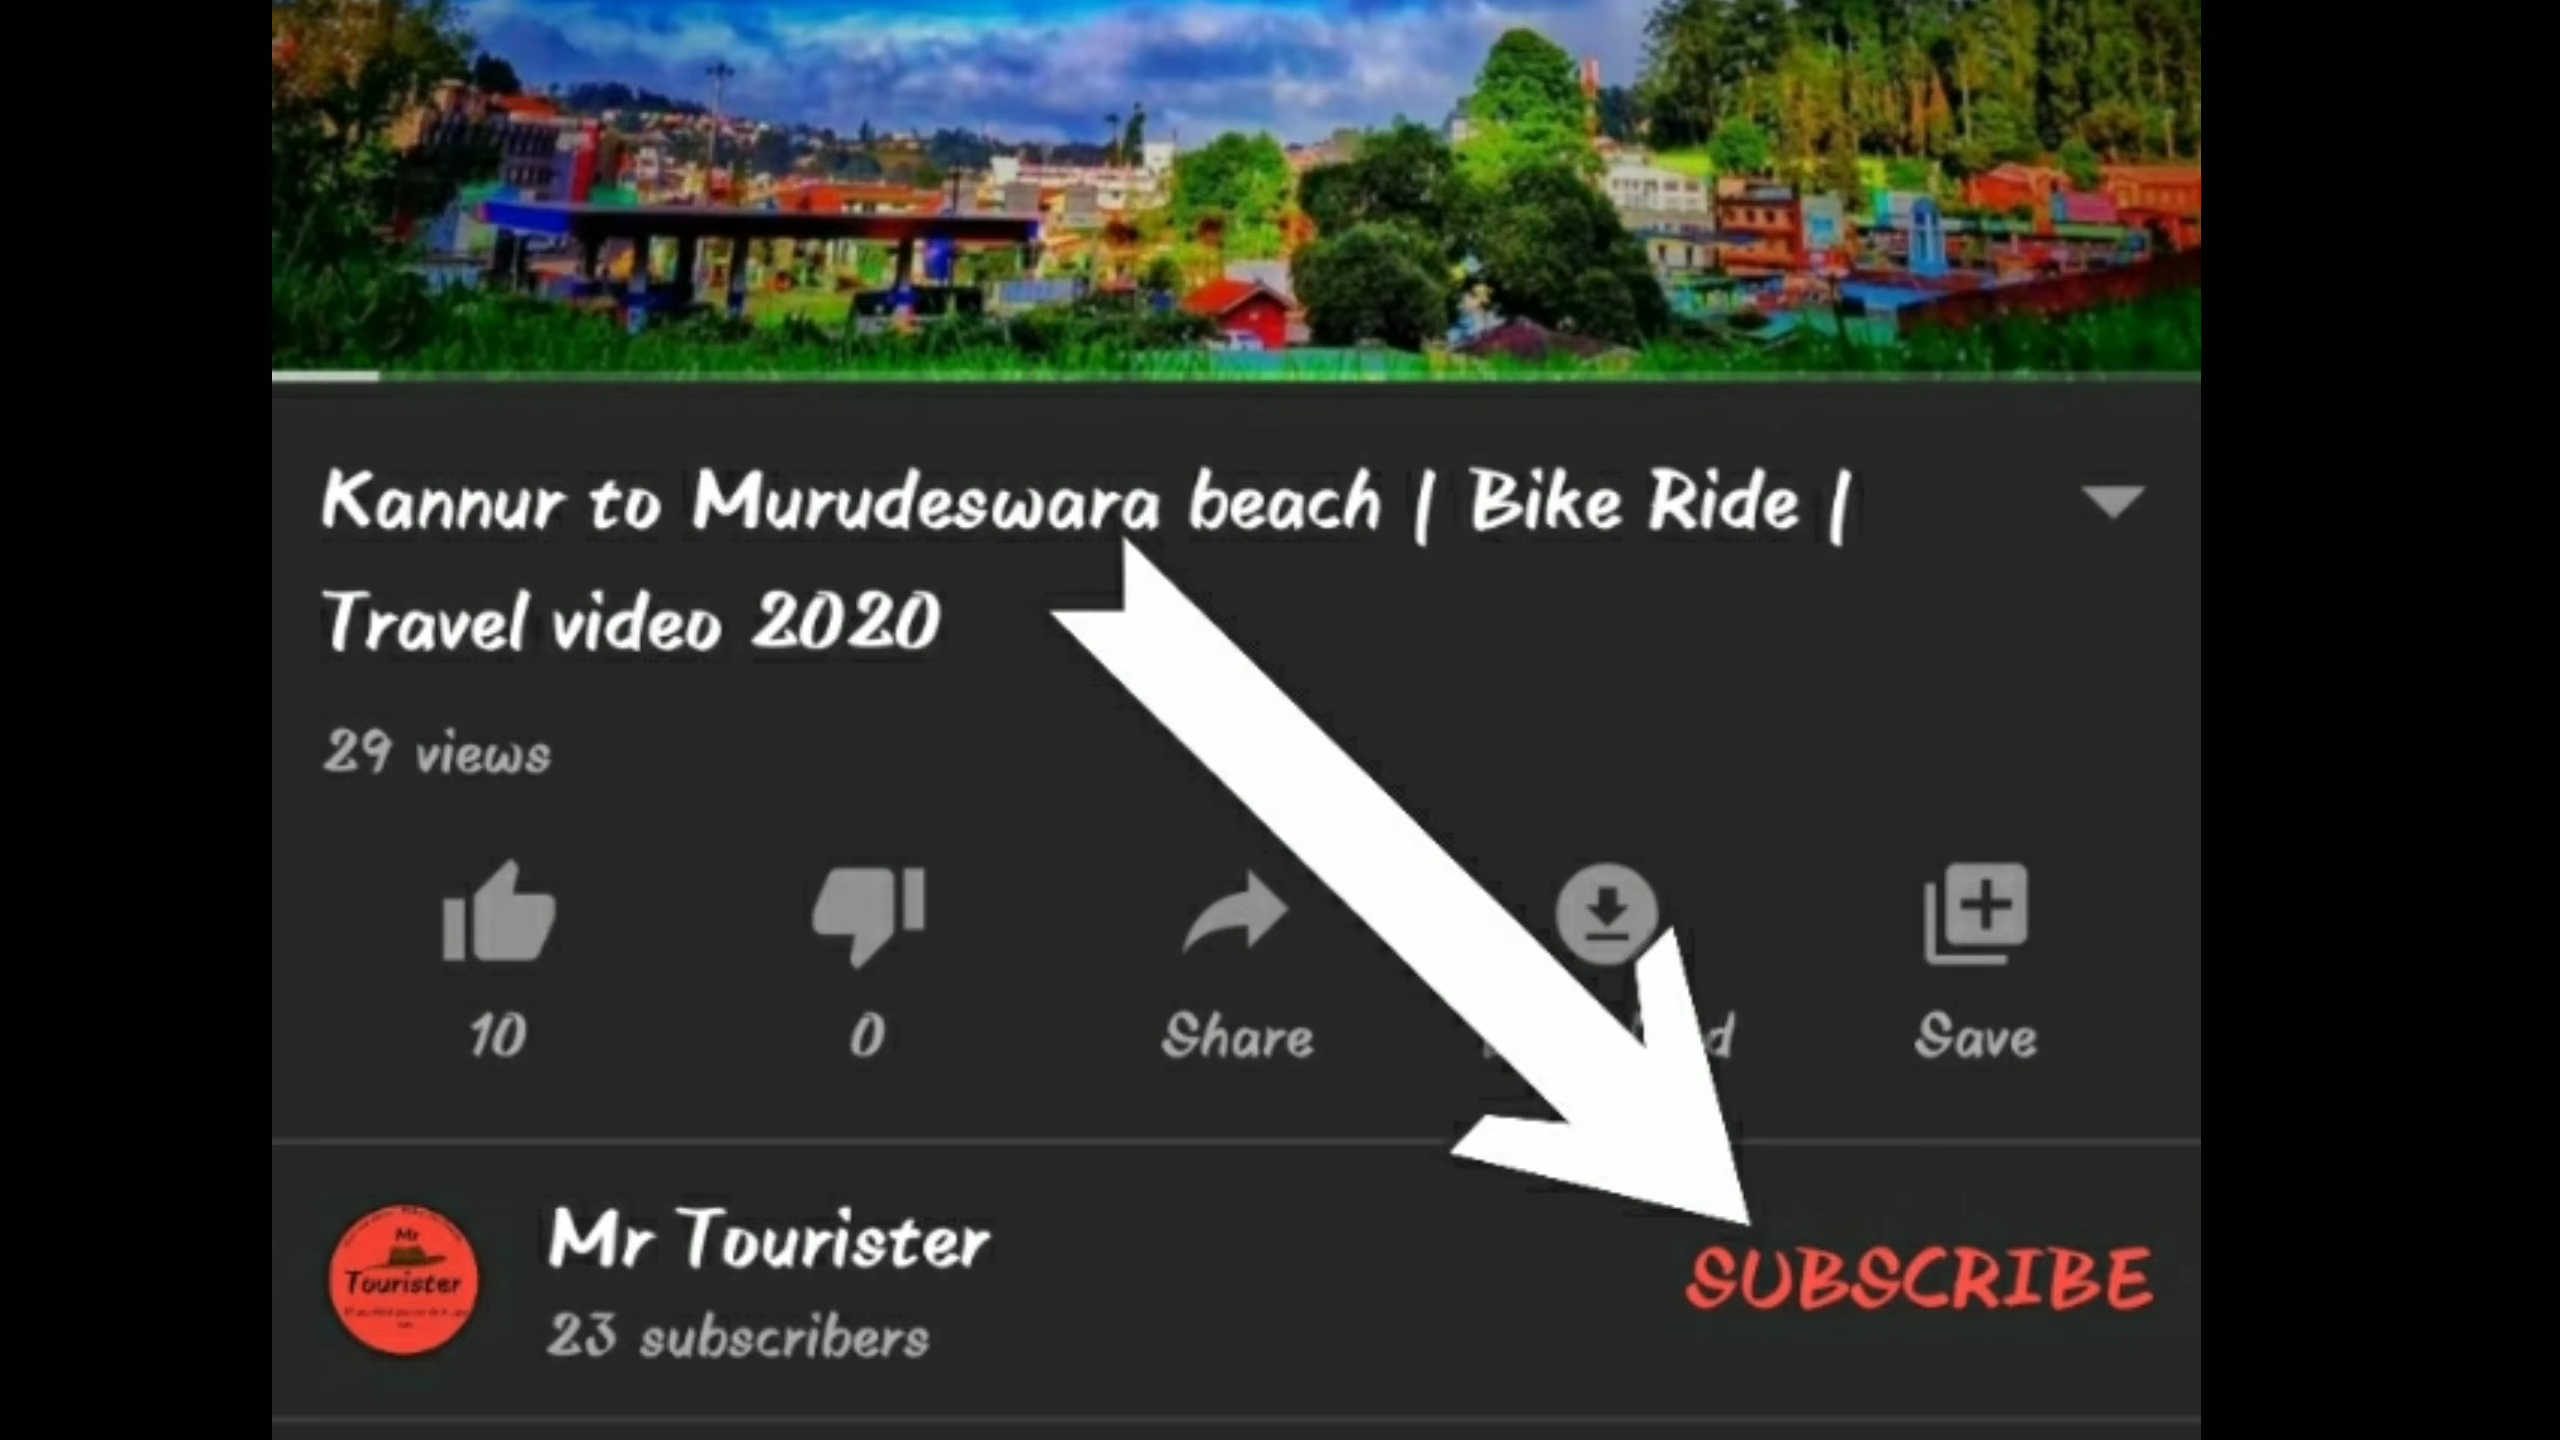 Kannur to Murudeswara beach | Bike Ride |
Travel video 2020
29 views
10
0
Share
Save
Mr
Tourister
Mr Tourister
23 subscribers
SUBSCRIBE